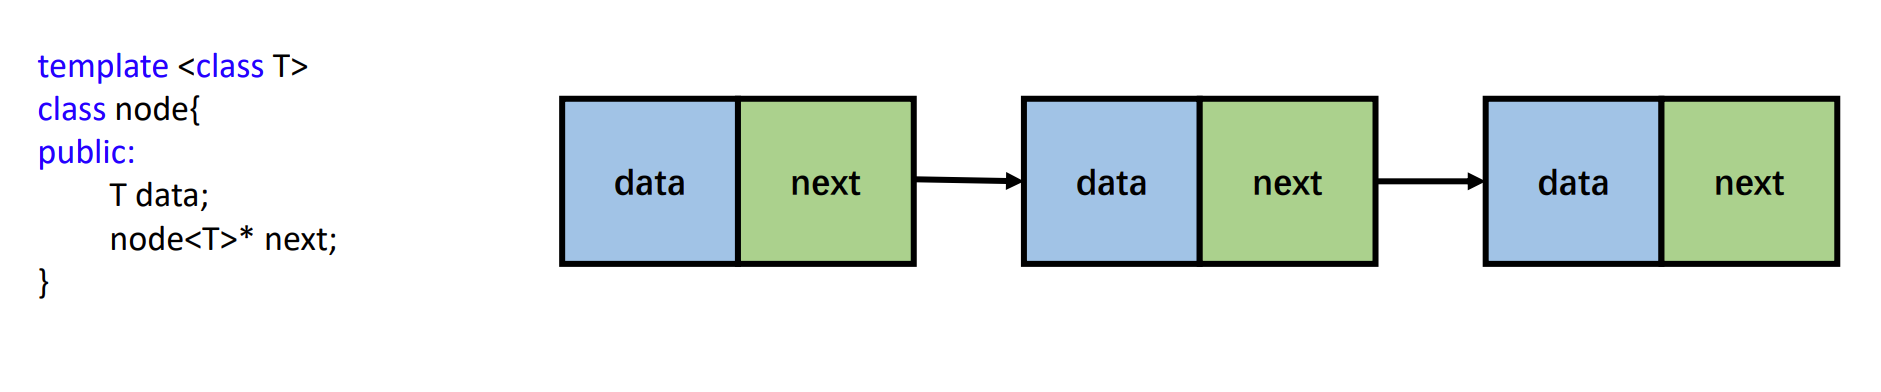 template <class T>
class node{
public:
T data;
node<T>* next;
}
data next data next data next